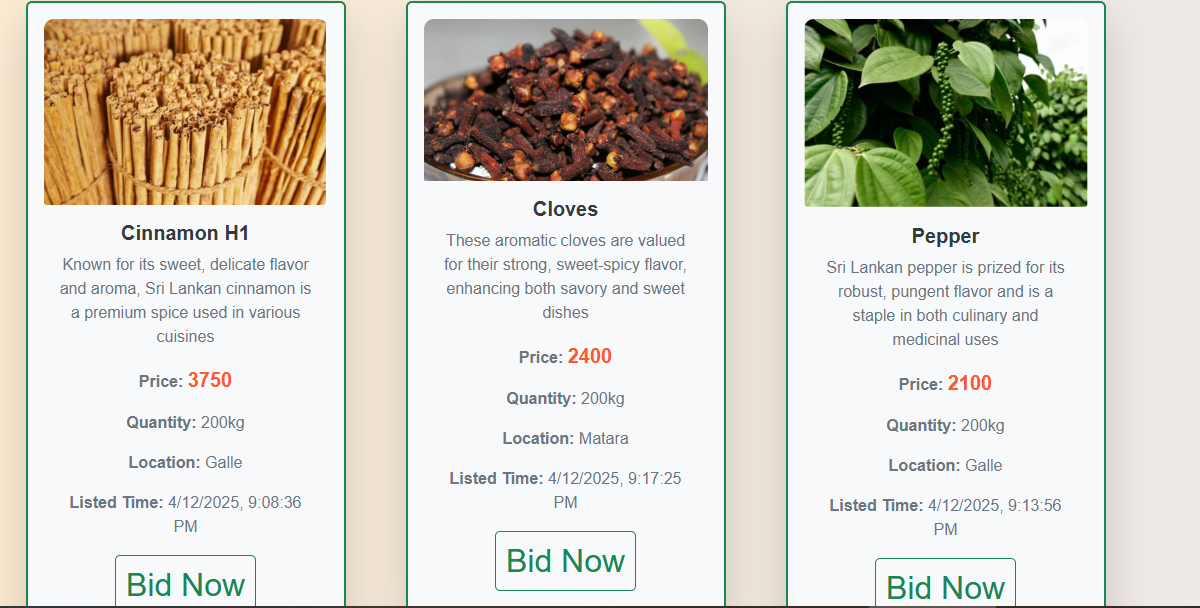 Cinnamon H1
Known for its sweet, delicate flavor
and aroma, Sri Lankan cinnamon is
a premium spice used in various
cuisines
Price: 3750
Quantity: 200kg
Location: Galle
Listed Time: 4/12/2025, 9:08:36
PM
Bid Now
Cloves
These aromatic cloves are valued
for their strong, sweet-spicy flavor,
enhancing both savory and sweet
dishes
Price: 2400
Quantity: 200kg
Location: Matara
Listed Time: 4/12/2025, 9:17:25
PM
Bid Now
Pepper
Sri Lankan pepper is prized for its
robust, pungent flavor and is a
staple in both culinary and
medicinal uses
Price: 2100
Quantity: 200kg
Location: Galle
Listed Time: 4/12/2025, 9:13:56
PM
Bid Now